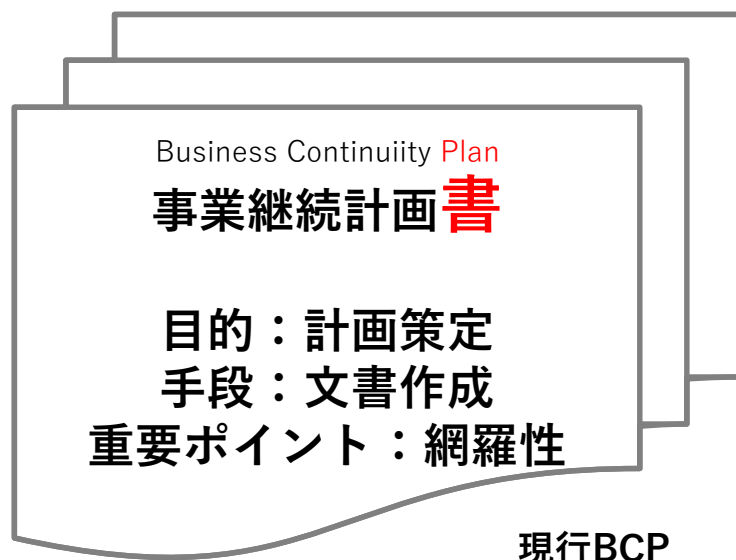 Business Continuiity Plan
事業継続計画書
目的：計画策定
手段：文書作成
重要ポイント：網羅性
現行BCP